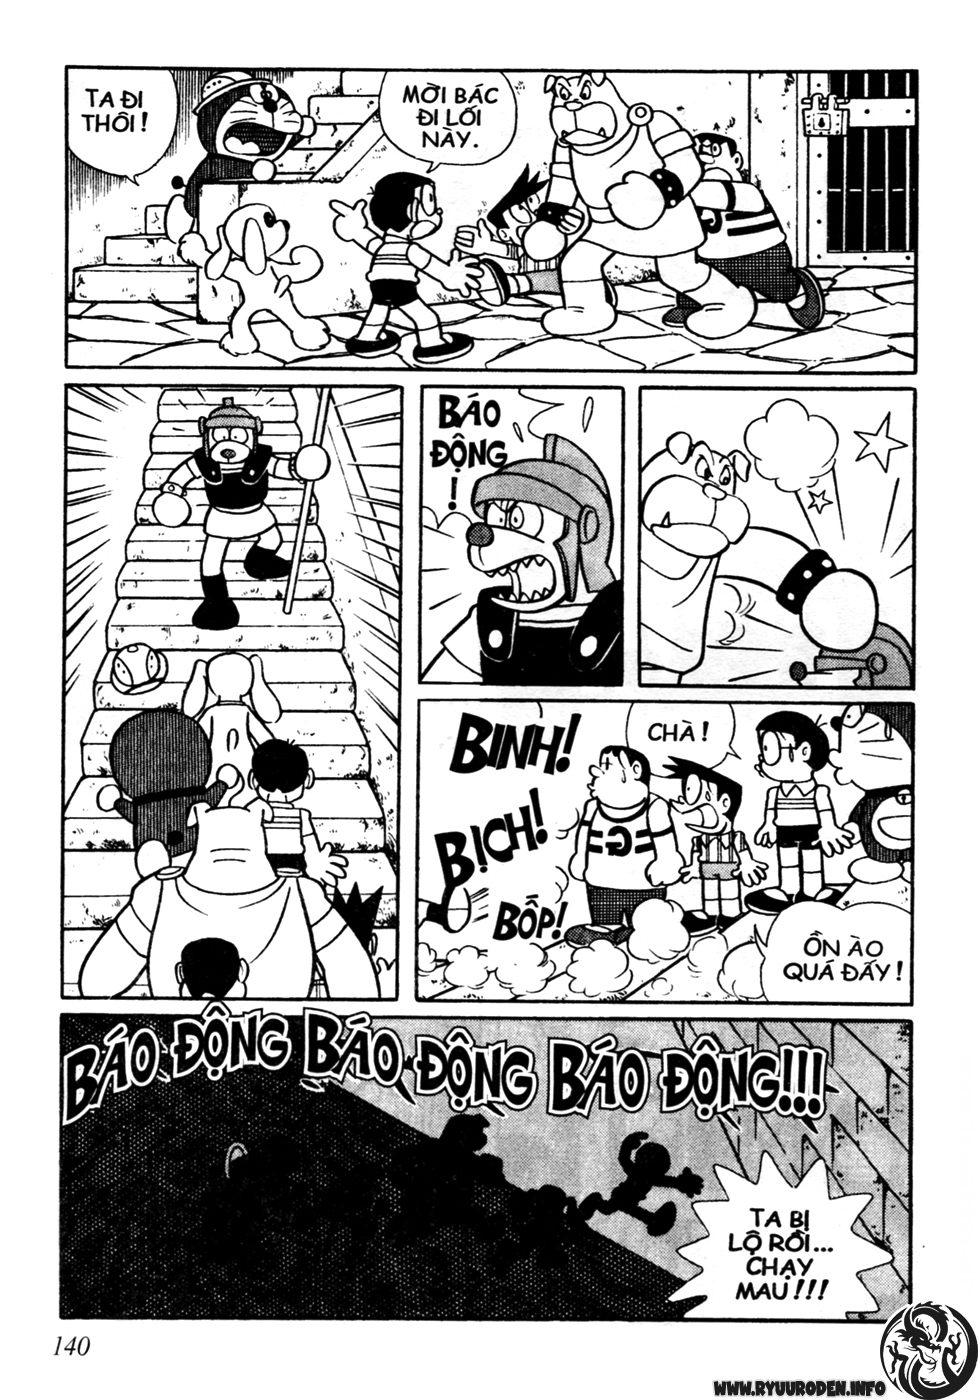 TA ĐI
THÔI!
MỜI BÁC
ĐI LỐI
NÀY.
BÁO
ĐỘNG
!
BINH!
BỊCH!
BỐP!
CHÀ!
ỒN ÀO
QUÁ ĐẤY!
BÁO ĐỘNG BÁO ĐỘNG BÁO ĐỘNG!!!
TA BỊ
LỘ RỒI...
CHẠY
MAU!!!
140
WWW.RYUURODEN.INFO